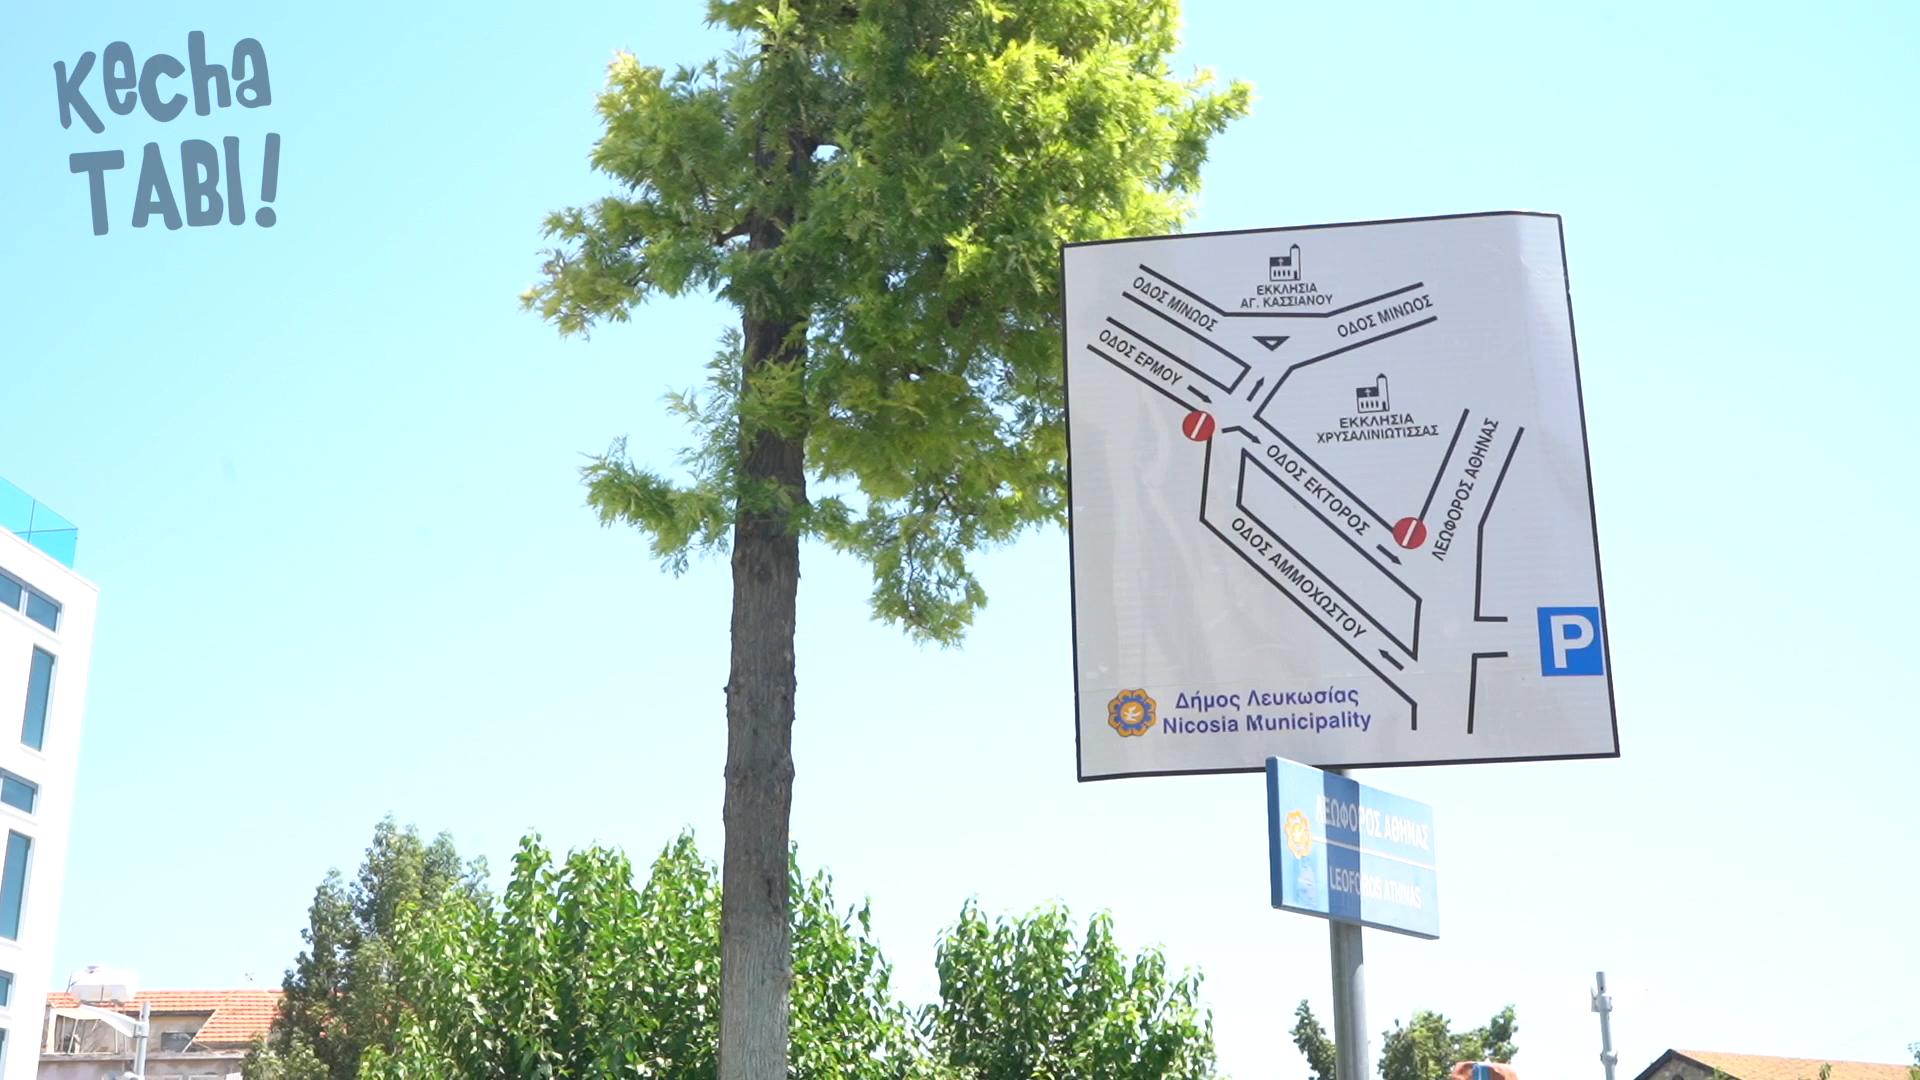 Kecha
TABI!
ΕΚΚΛΗΣΙΑ
ΑΓ. ΚΑΣΣΙΑΝΟΥ
ΟΔΟΣ ΜΙΝΩΟΣ
ΟΔΟΣ ΜΙΝΩΟΣ
ΟΔΟΣ ΕΡΜΟΥ
ΕΚΚΛΗΣΙΑ
ΧΡΥΣΑΛΙΝΙΩΤΙΣΣΑΣ
ΟΔΟΣ ΕΚΤΟΡΟΣ
ΛΕΩΦΟΡΟΣ ΑΘΗΝΑΣ
ΟΔΟΣ ΑΜΜΟΧΩΣΤΟΥ
P
Δήμος Λευκωσίας
Nicosia Municipality
ΛΕΩΦΟΡΟΣ ΑΘΗΝΑΣ
LEOFOROS ATHINAS